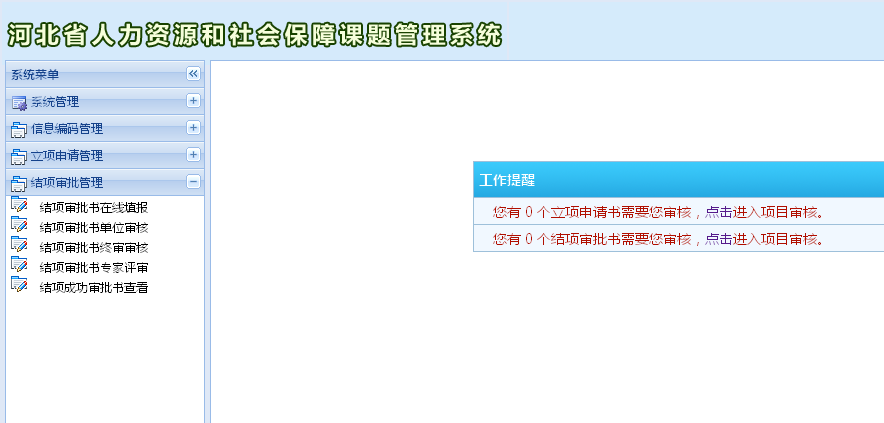 河北省人力资源和社会保障课题管理系统
系统菜单
系统管理
信息编码管理
立项申请管理
结项审批管理
结项审批书在线填报
结项审批书单位审核
结项审批书终审审核
结项审批书专家评审
结项成功审批书查看
工作提醒
您有 0 个立项申请书需要您审核，点击进入项目审核。
您有 0 个结项审批书需要您审核，点击进入项目审核。